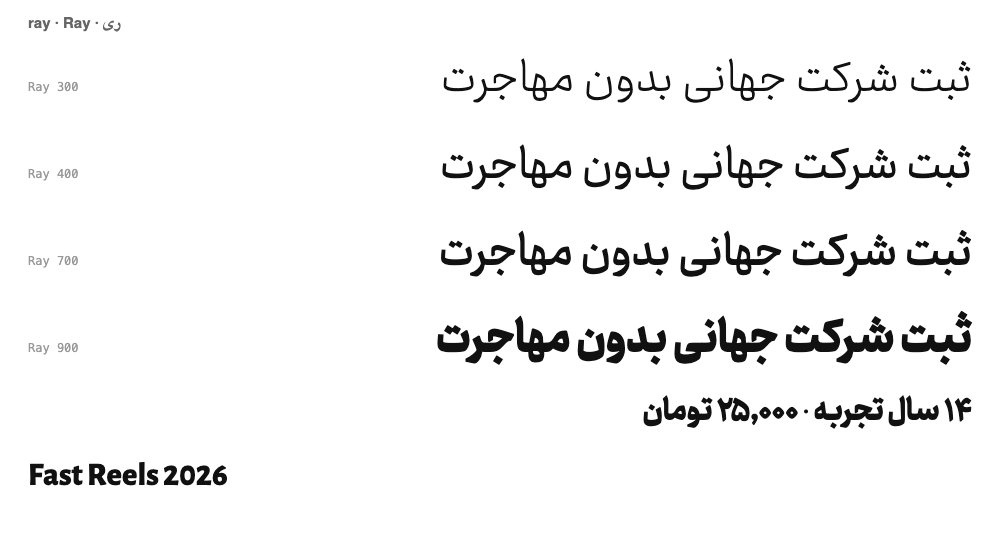 ray · Ray · ری
Ray 300 ثبت شرکت جهانی بدون مهاجرت
Ray 400 ثبت شرکت جهانی بدون مهاجرت
Ray 700 ثبت شرکت جهانی بدون مهاجرت
Ray 900 ثبت شرکت جهانی بدون مهاجرت
۱۴ سال تجربه · ۲۵,۰۰۰ تومان
Fast Reels 2026